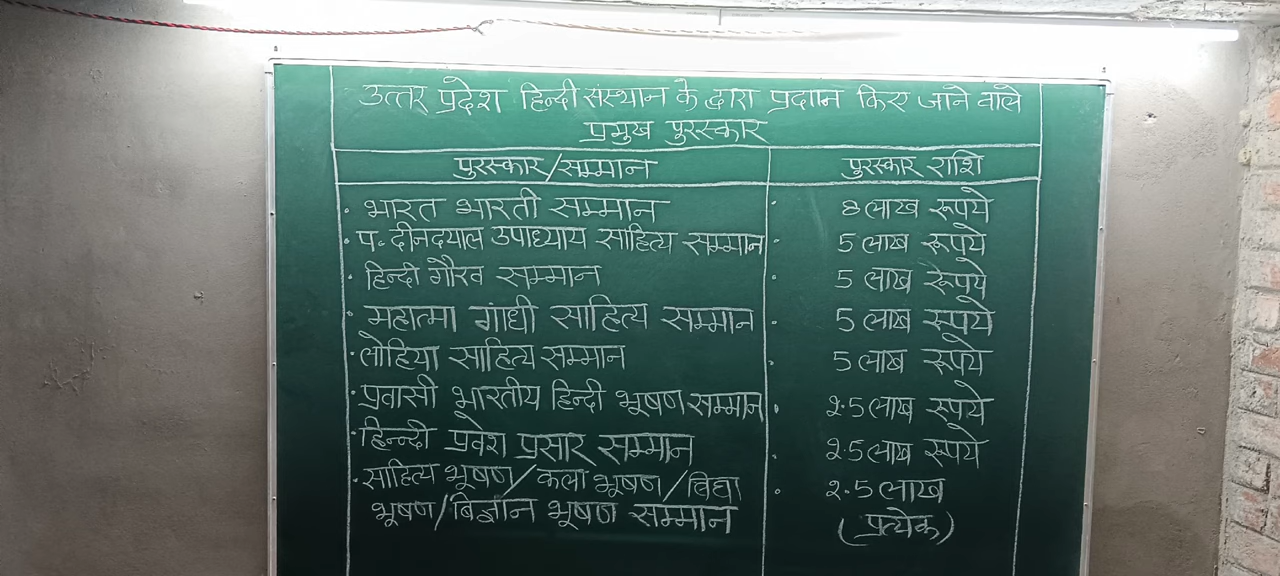 उत्तर प्रदेश हिन्दी संस्थान के द्वारा प्रदान किए जाने वाले
प्रमुख पुरस्कार
पुरस्कार/सम्मान पुरस्कार राशि
· भारत भारती सम्मान · 8 लाख रूपये
· प. दीनदयाल उपाध्याय साहित्य सम्मान · 5 लाख रूपये
· हिन्दी गौरव सम्मान · 5 लाख रूपये
· महात्मा गांधी साहित्य सम्मान · 5 लाख रूपये
· लोहिया साहित्य सम्मान · 5 लाख रूपये
· प्रवासी भारतीय हिन्दी भूषण सम्मान · 2.5 लाख रूपये
· हिन्न्दी प्रवेश प्रसार सम्मान · 2.5 लाख रूपये
· साहित्य भूषण/कला भूषण/विद्या · 2.5 लाख
भूषण/विज्ञान भूषण सम्मान (प्रत्येक)